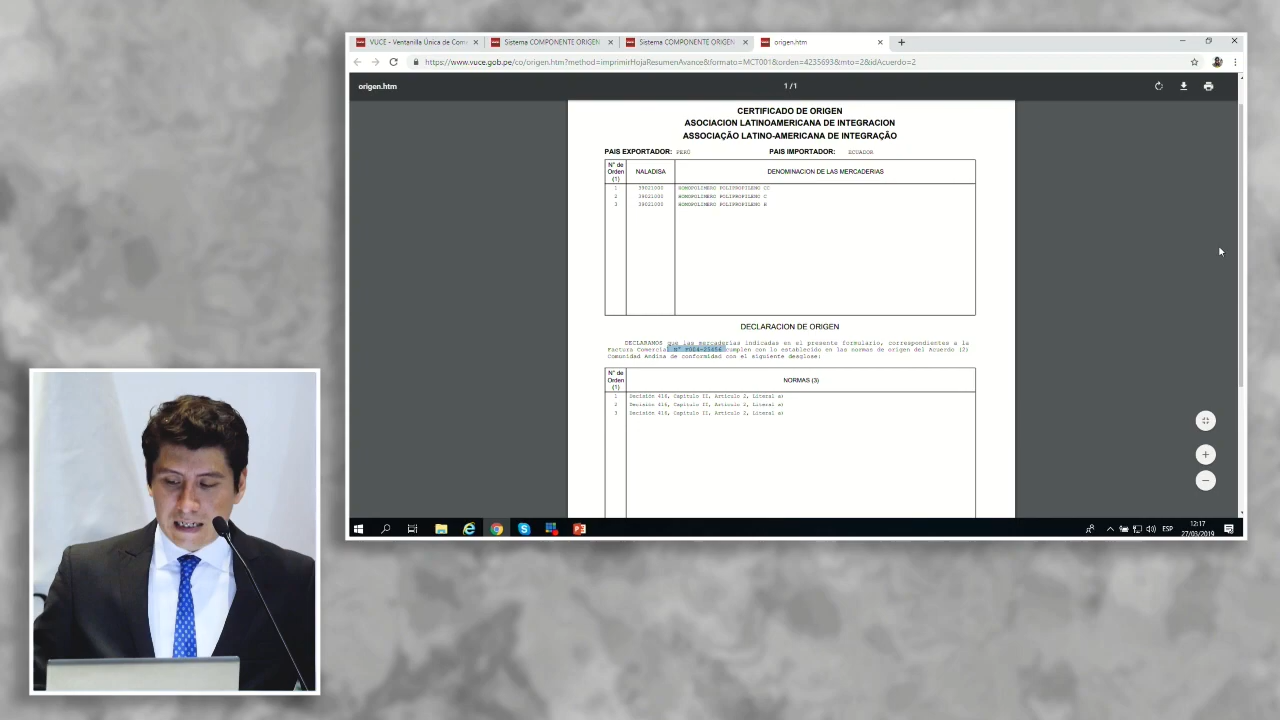 VUCE - Ventanilla Única de Com
Sistema COMPONENTE ORIGEN
Sistema COMPONENTE ORIGEN
origen.htm
https://www.vuce.gob.pe/co/origen.htm?method=imprimirHojaResumenAvance&formato=MCT001&orden=4235693&mto=2&idAcuerdo=2
origen.htm
1 / 1
CERTIFICADO DE ORIGEN
ASOCIACION LATINOAMERICANA DE INTEGRACION
ASSOCIAÇÃO LATINO-AMERICANA DE INTEGRAÇÃO
PAIS EXPORTADOR: PERÚ PAIS IMPORTADOR: ECUADOR
N° de Orden (1) NALADISA DENOMINACION DE LAS MERCADERIAS
1 39021000 HOMOPOLIMERO POLIPROPILENO CC
2 39021000 HOMOPOLIMERO POLIPROPILENO C
3 39021000 HOMOPOLIMERO POLIPROPILENO H
DECLARACION DE ORIGEN
DECLARAMOS que las mercaderías indicadas en el presente formulario, correspondientes a la
Factura Comercial N° F004-25456 cumplen con lo establecido en las normas de origen del Acuerdo (2)
Comunidad Andina de conformidad con el siguiente desglose:
N° de Orden (1) NORMAS (3)
1 Decisión 416, Capítulo II, Artículo 2, Literal a)
2 Decisión 416, Capítulo II, Artículo 2, Literal a)
3 Decisión 416, Capítulo II, Artículo 2, Literal a)
ESP
12:17
27/03/2019